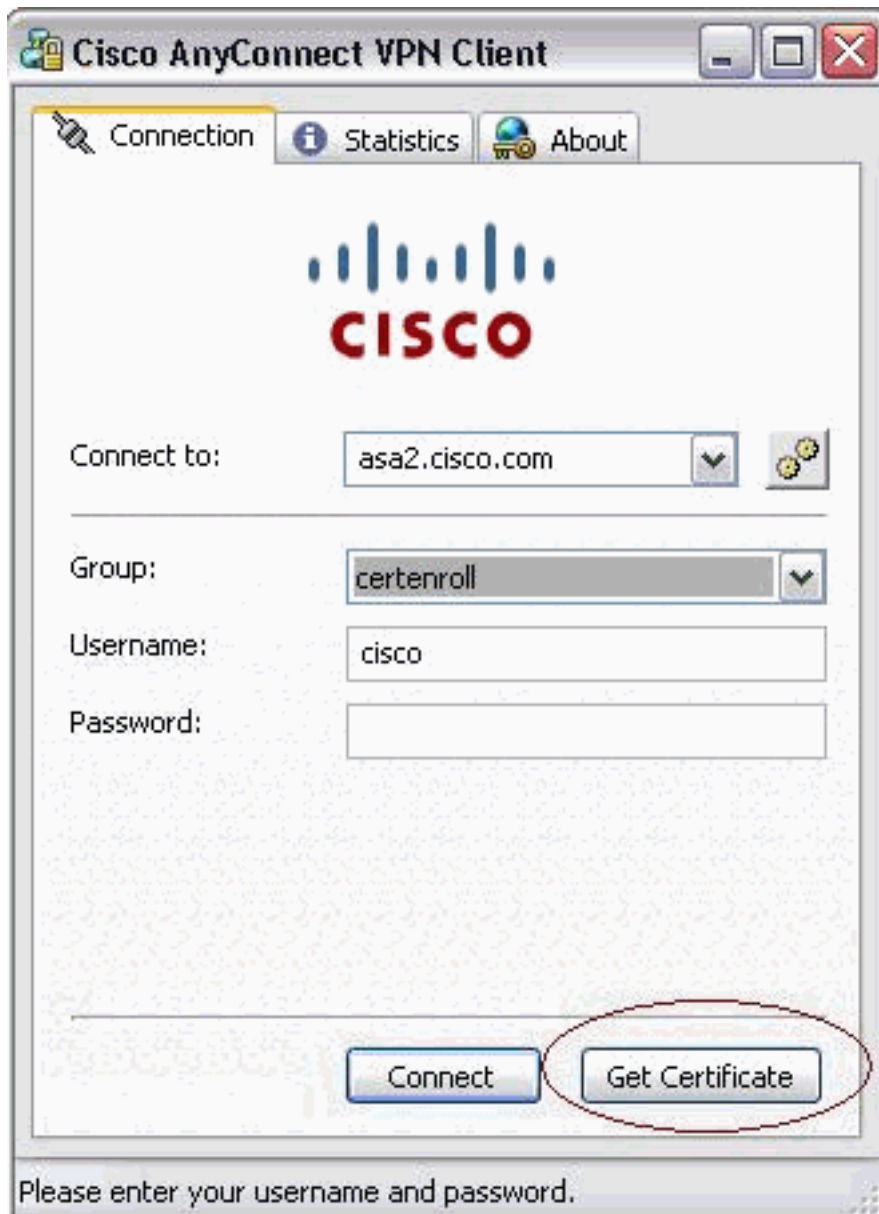 Cisco AnyConnect VPN Client
Connection Statistics About
CISCO
Connect to: asa2.cisco.com
Group: certenroll
Username: cisco
Password:
Connect Get Certificate
Please enter your username and password.